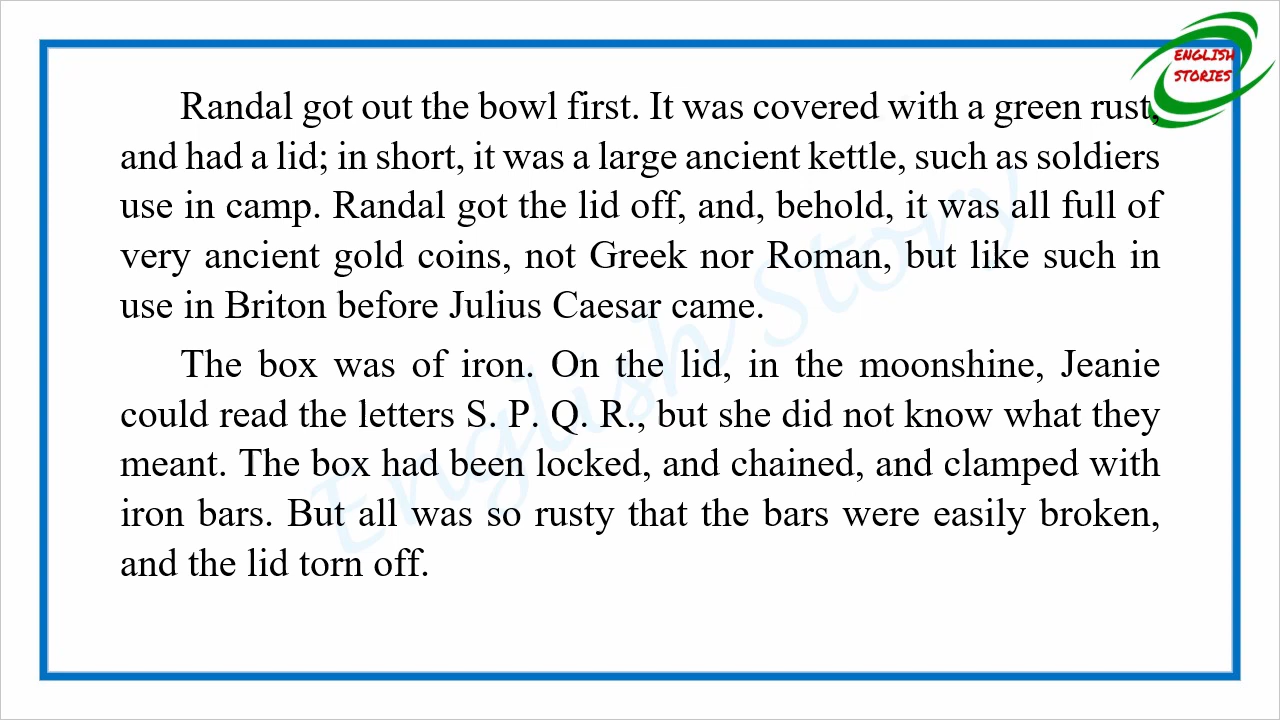 ENGLISH
STORIES
Randal got out the bowl first. It was covered with a green rust,
and had a lid; in short, it was a large ancient kettle, such as soldiers
use in camp. Randal got the lid off, and, behold, it was all full of
very ancient gold coins, not Greek nor Roman, but like such in
use in Briton before Julius Caesar came.
The box was of iron. On the lid, in the moonshine, Jeanie
could read the letters S. P. Q. R., but she did not know what they
meant. The box had been locked, and chained, and clamped with
iron bars. But all was so rusty that the bars were easily broken,
and the lid torn off.
English Story